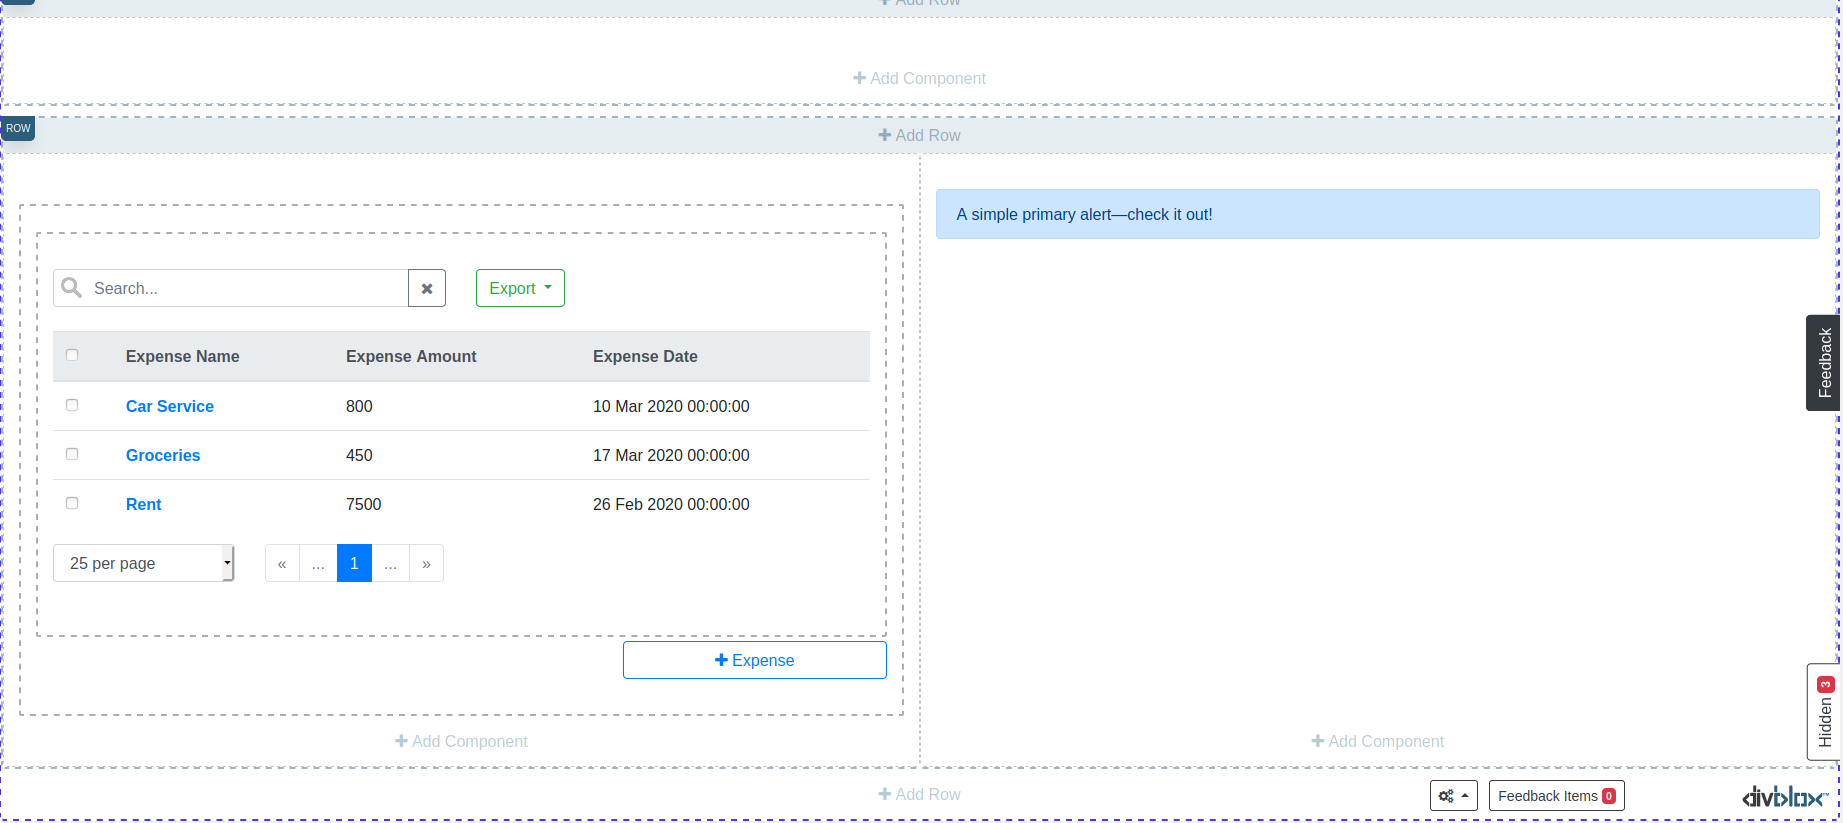 Add Row
Add Component
ROW
Add Row
A simple primary alert—check it out!
Search...
Export
Expense Name Expense Amount Expense Date
Car Service 800 10 Mar 2020 00:00:00
Groceries 450 17 Mar 2020 00:00:00
Rent 7500 26 Feb 2020 00:00:00
25 per page « ... 1 ... »
Expense
Add Component
Add Component
Feedback
Hidden 3
Add Row
Feedback Items 0
divblox™